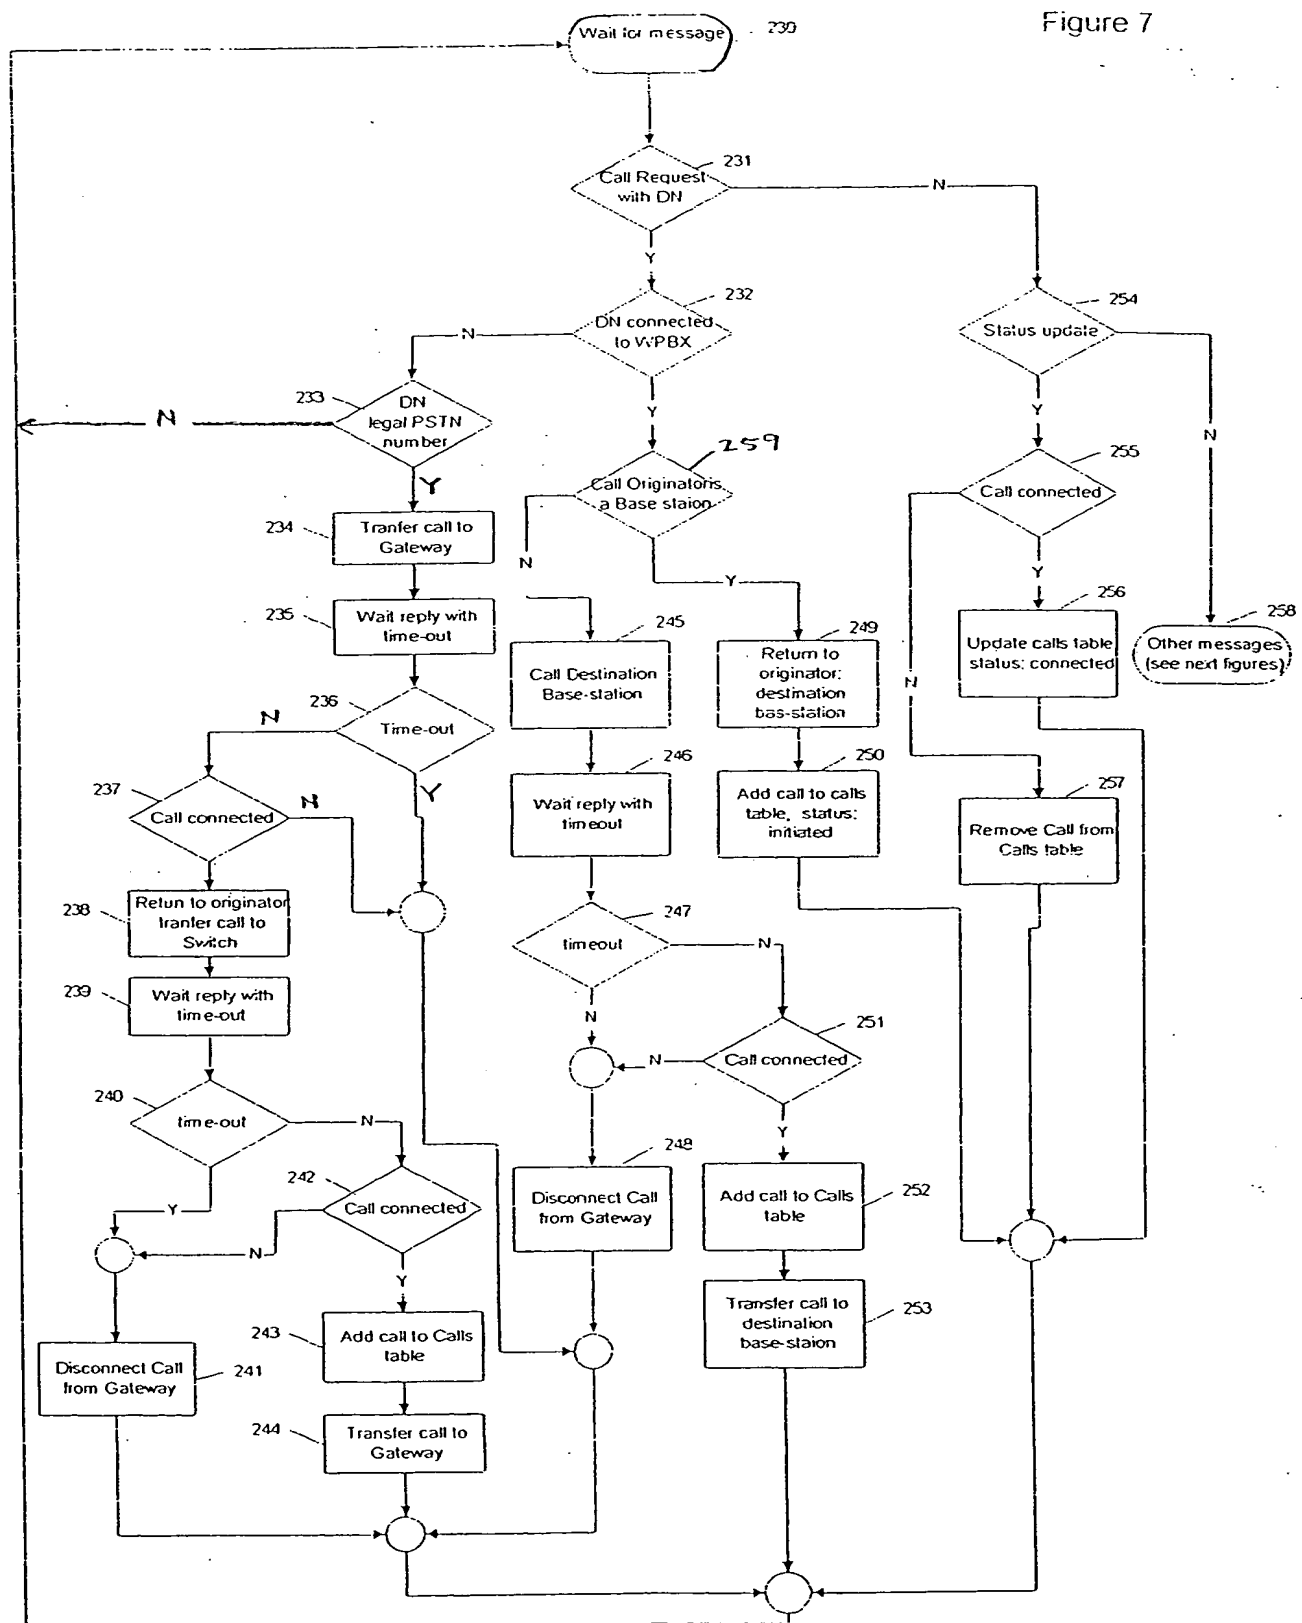 Figure 7
Wait for message
230
231
Call Request
with DN
N
Y
232
DN connected
to WPBX
N
Y
254
Status update
Y
N
233
DN
legal PSTN
number
N
Y
259
Call Originator is
a Base staion
N
Y
255
Call connected
Y
N
234
Tranfer call to
Gateway
235
Wait reply with
time-out
236
Time-out
N
Y
245
Call Destination
Base-station
249
Return to
originator:
destination
bas-station
256
Update calls table
status: connected
258
Other messages
(see next figures)
237
Call connected
N
246
Wait reply with
timeout
250
Add call to calls
table, status:
initiated
257
Remove Call from
Calls table
238
Retun to originator
tranfer call to
Switch
239
Wait reply with
time-out
247
timeout
N
N
251
Call connected
N
Y
240
time-out
N
Y
242
Call connected
N
Y
248
Disconnect Call
from Gateway
252
Add call to Calls
table
243
Add call to Calls
table
253
Transfer call to
destination
base-staion
241
Disconnect Call
from Gateway
244
Transfer call to
Gateway